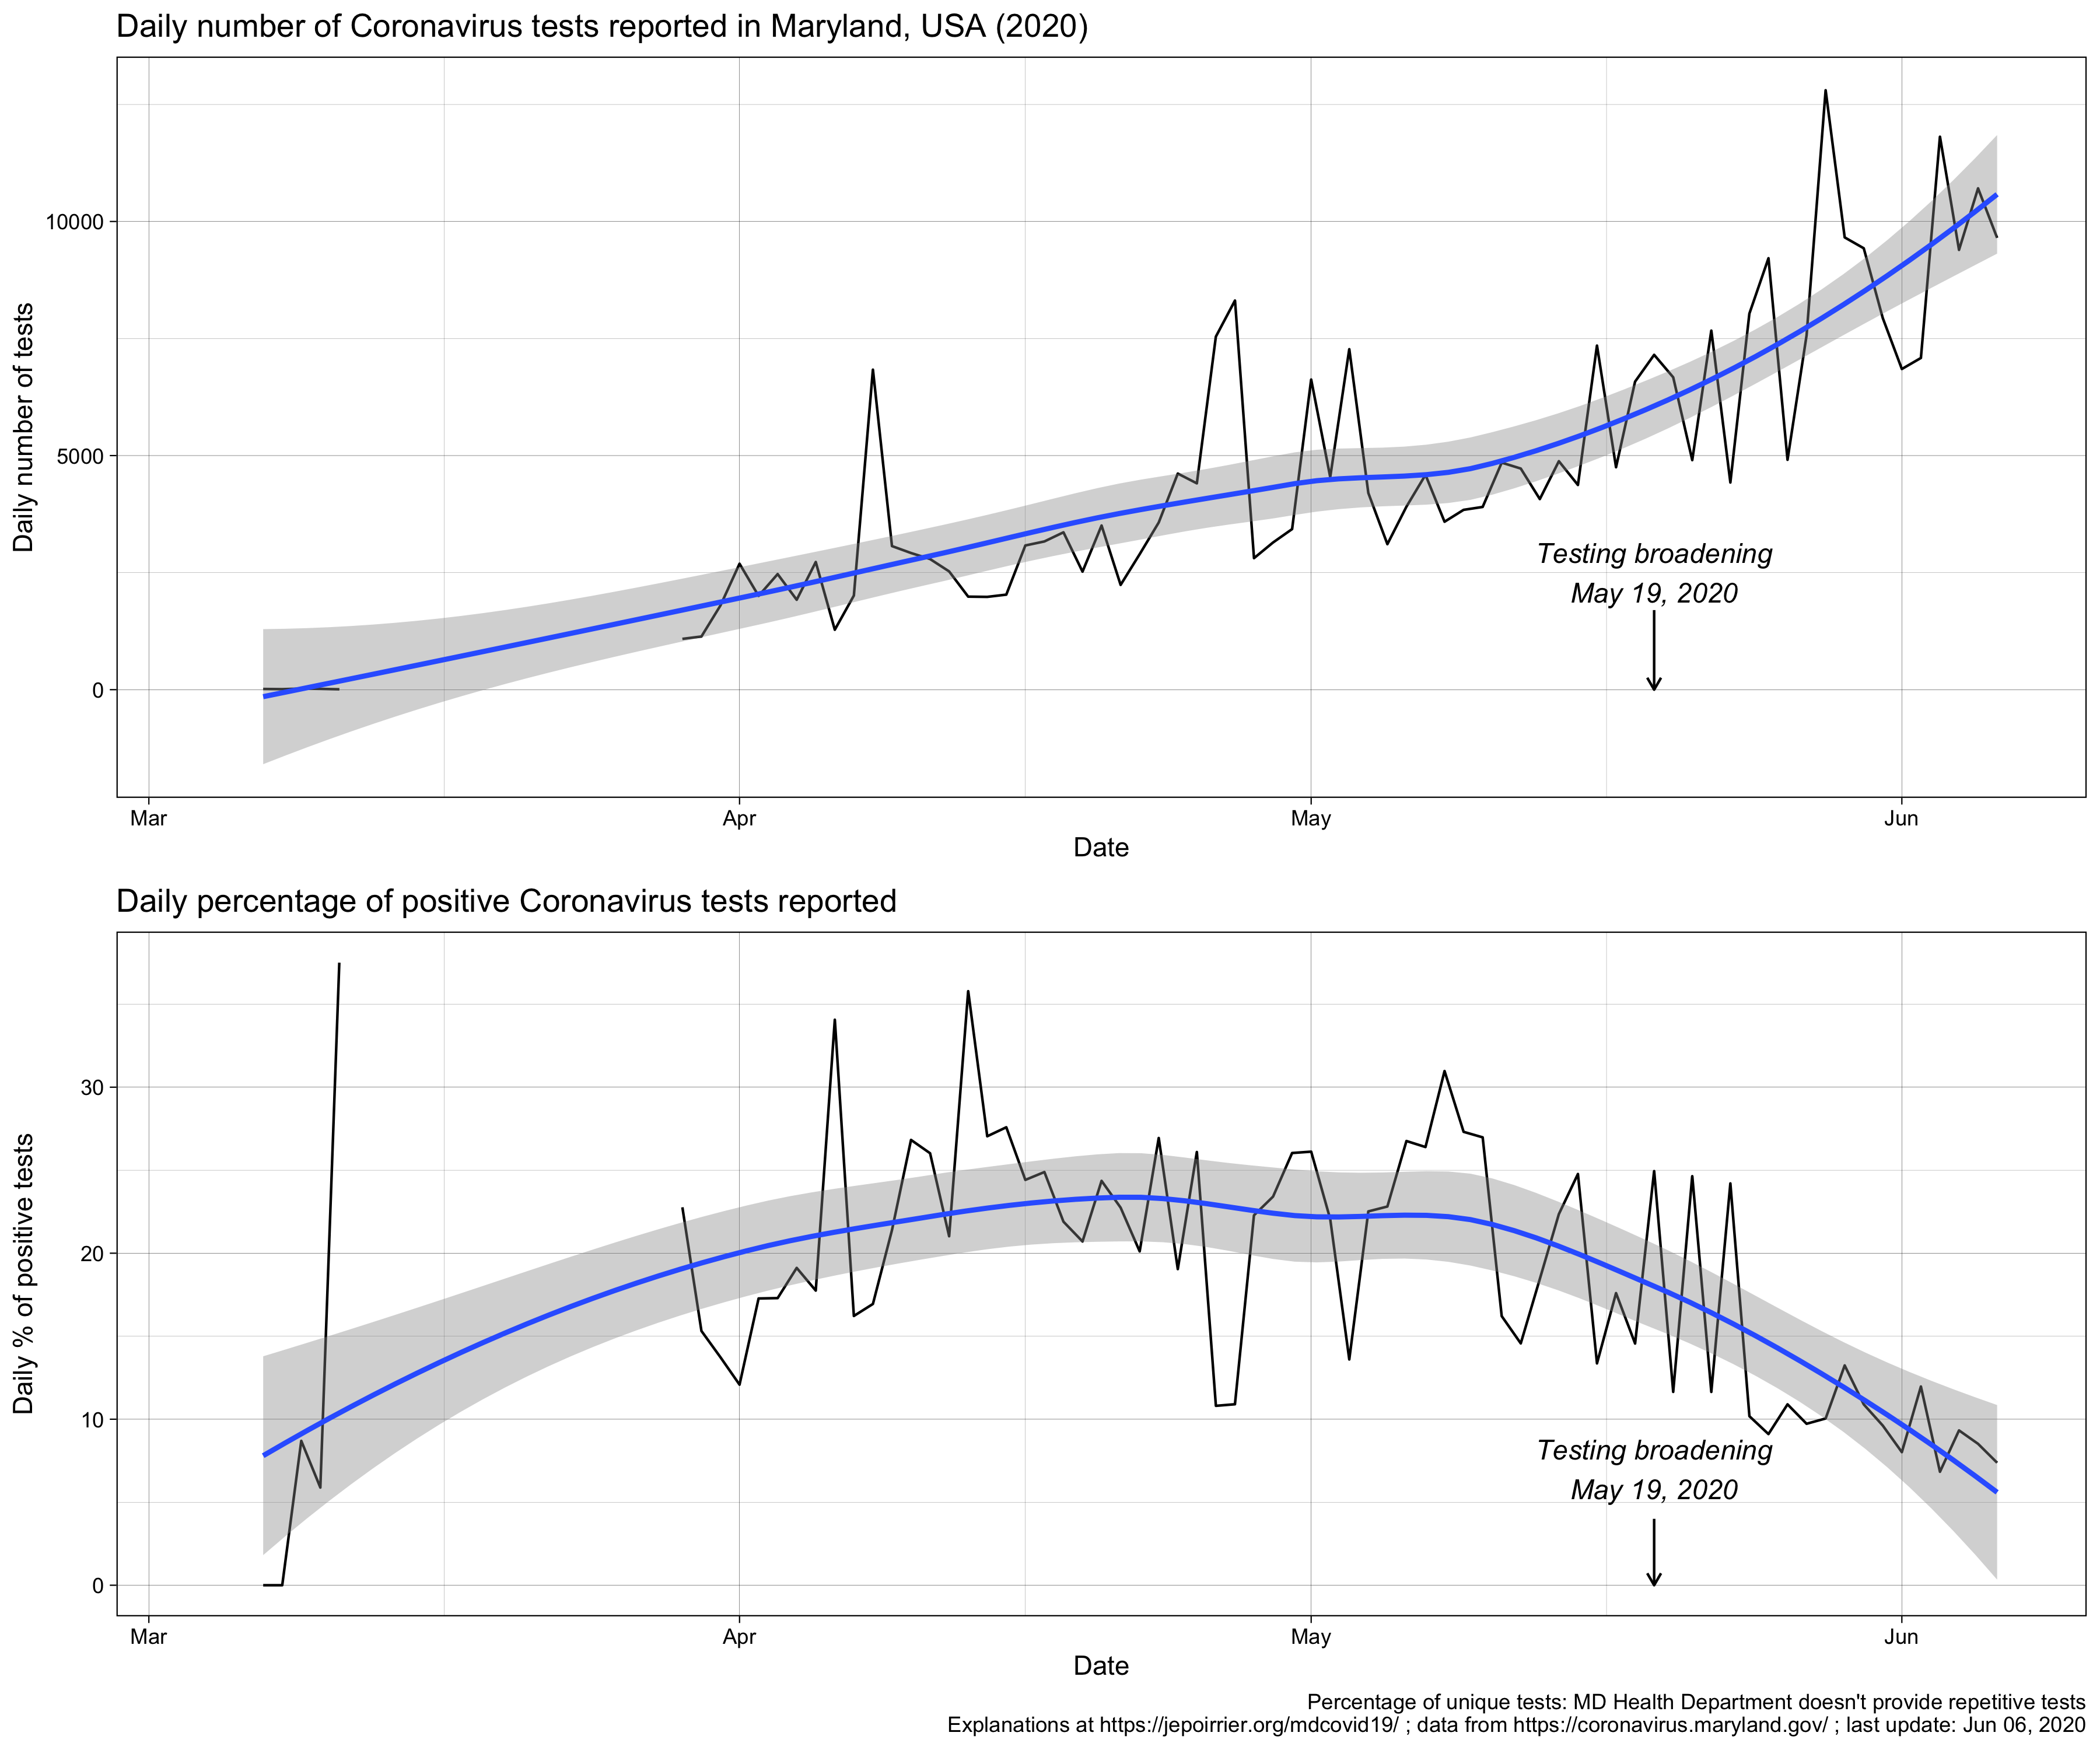 Daily number of Coronavirus tests reported in Maryland, USA (2020)
Daily number of tests
10000
5000
0
Testing broadening
May 19, 2020
Mar
Apr
May
Jun
Date
Daily percentage of positive Coronavirus tests reported
Daily % of positive tests
30
20
10
0
Testing broadening
May 19, 2020
Mar
Apr
May
Jun
Date
Percentage of unique tests: MD Health Department doesn't provide repetitive tests
Explanations at https://jepoirrier.org/mdcovid19/ ; data from https://coronavirus.maryland.gov/ ; last update: Jun 06, 2020